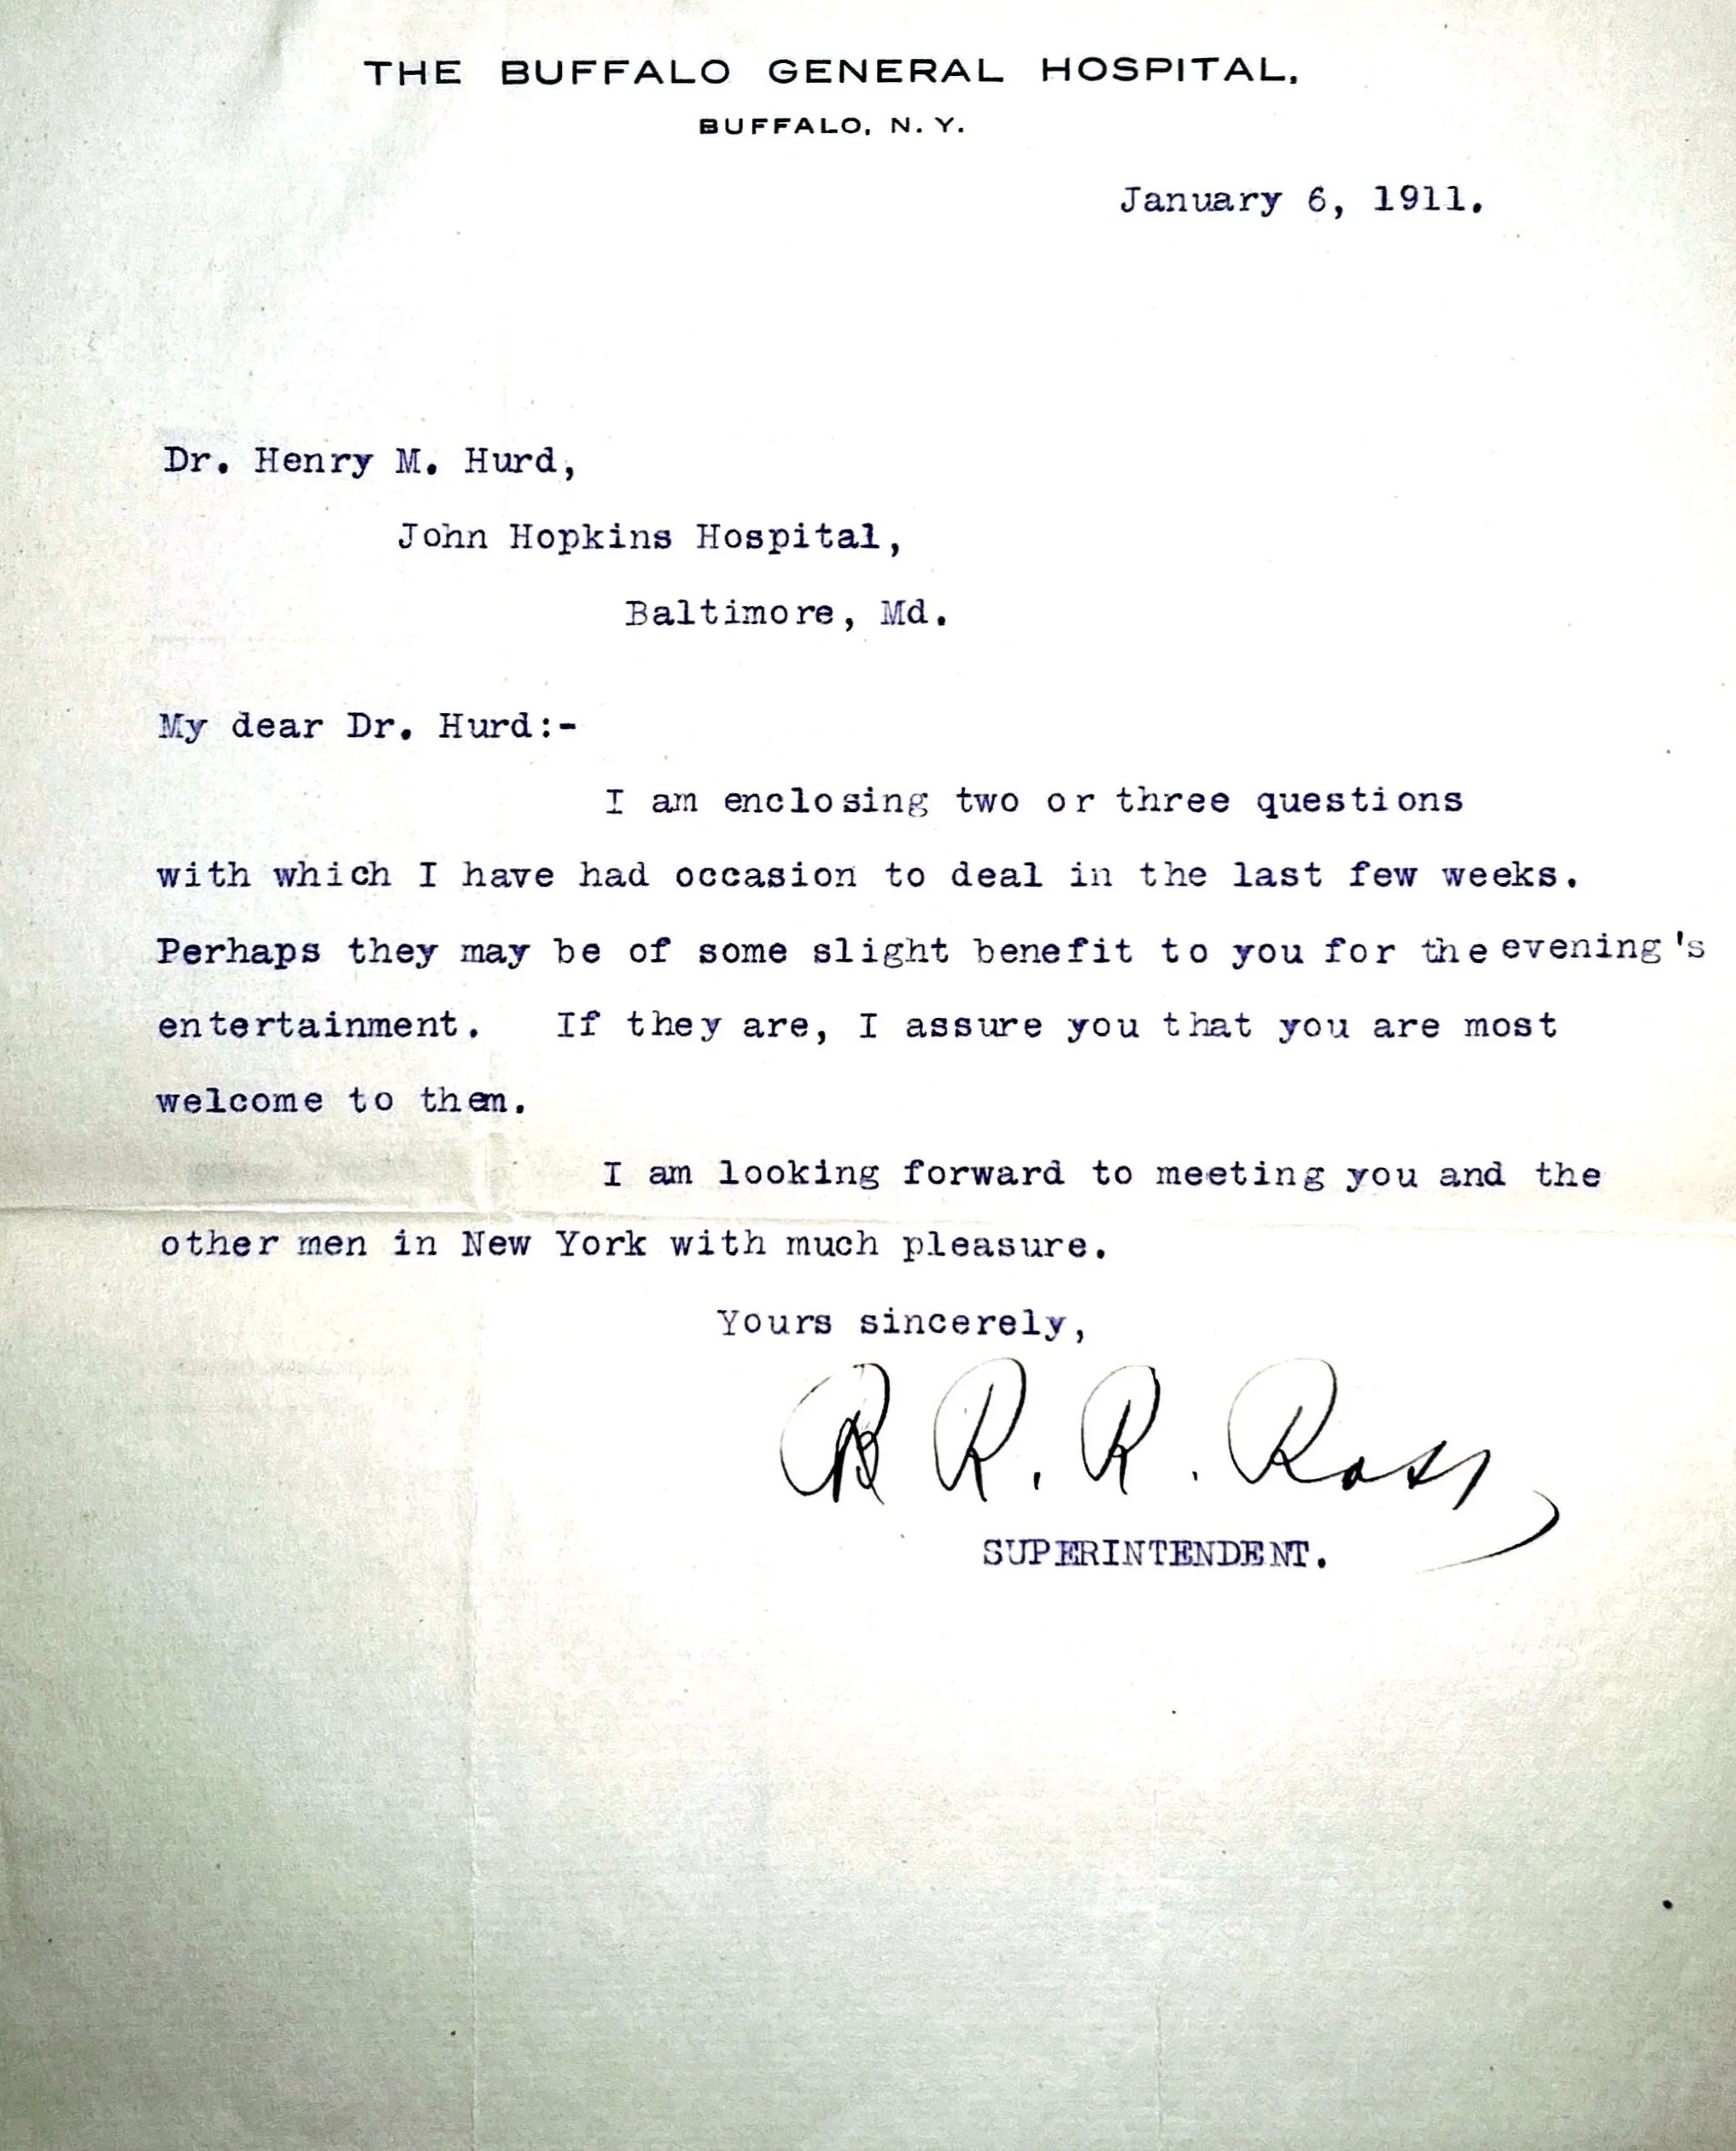 THE BUFFALO GENERAL HOSPITAL,
BUFFALO, N. Y.
January 6, 1911.
Dr. Henry M. Hurd,
John Hopkins Hospital,
Baltimore, Md.
My dear Dr. Hurd:-
I am enclosing two or three questions
with which I have had occasion to deal in the last few weeks.
Perhaps they may be of some slight benefit to you for the evening's
entertainment. If they are, I assure you that you are most
welcome to them.
I am looking forward to meeting you and the
other men in New York with much pleasure.
Yours sincerely,
R. R. Ross
SUPERINTENDENT.